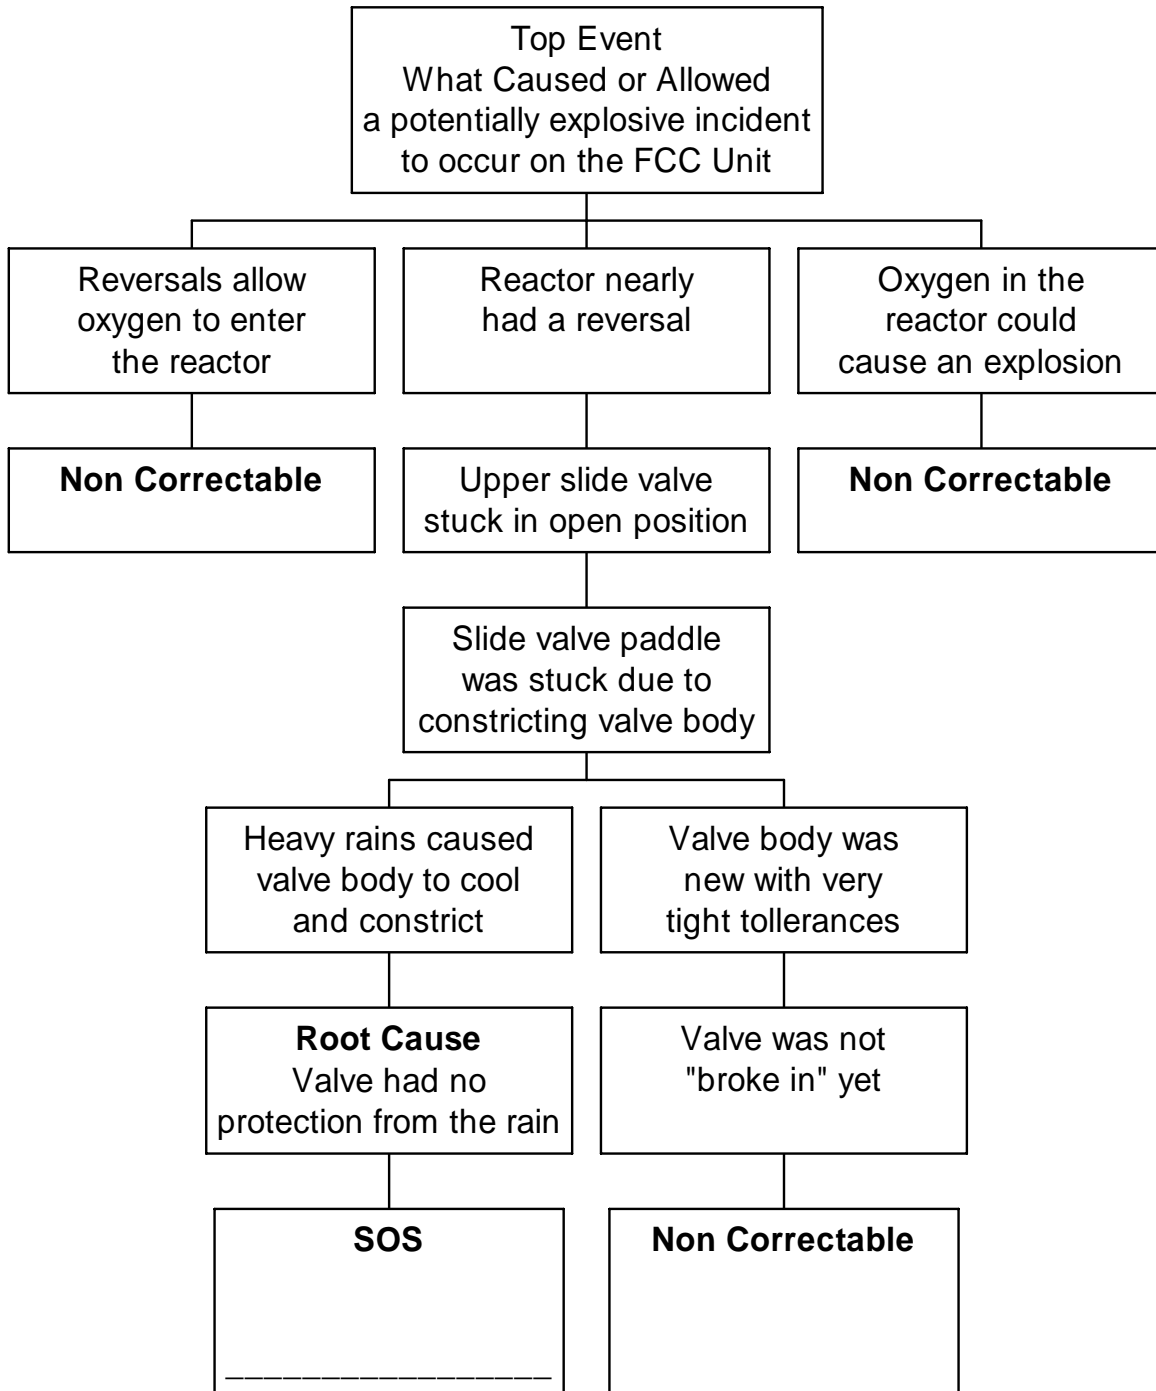 Top Event
What Caused or Allowed
a potentially explosive incident
to occur on the FCC Unit
Reversals allow
oxygen to enter
the reactor
Reactor nearly
had a reversal
Oxygen in the
reactor could
cause an explosion
Non Correctable
Upper slide valve
stuck in open position
Non Correctable
Slide valve paddle
was stuck due to
constricting valve body
Heavy rains caused
valve body to cool
and constrict
Valve body was
new with very
tight tollerances
Root Cause
Valve had no
protection from the rain
Valve was not
"broke in" yet
SOS
_________________
Non Correctable